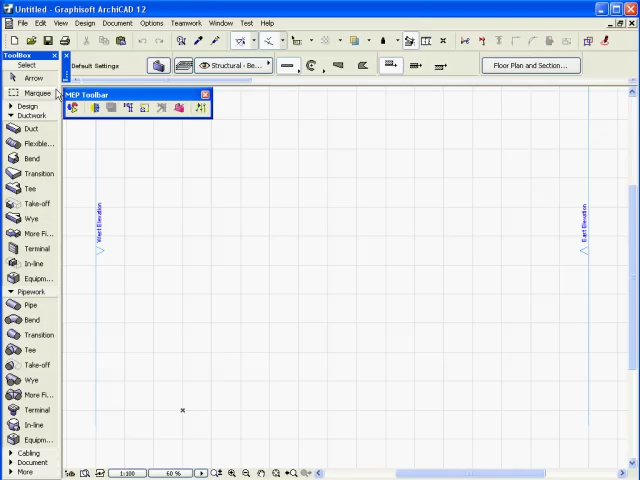 Untitled - Graphisoft ArchiCAD 12
File Edit View Design Document Options Teamwork Window Test Help
ToolBox
Select
Arrow
Marquee
Design
Ductwork
Duct
Flexible...
Bend
Transition
Tee
Take-off
Wye
More Fi...
Terminal
In-line
Equipm...
Pipework
Pipe
Bend
Transition
Tee
Take-off
Wye
More Fi...
Terminal
In-line
Equipm...
Cabling
Document
More
Default Settings
Structural - Be...
Floor Plan and Section...
MEP Toolbar
West Elevation
East Elevation
1:100
60 %